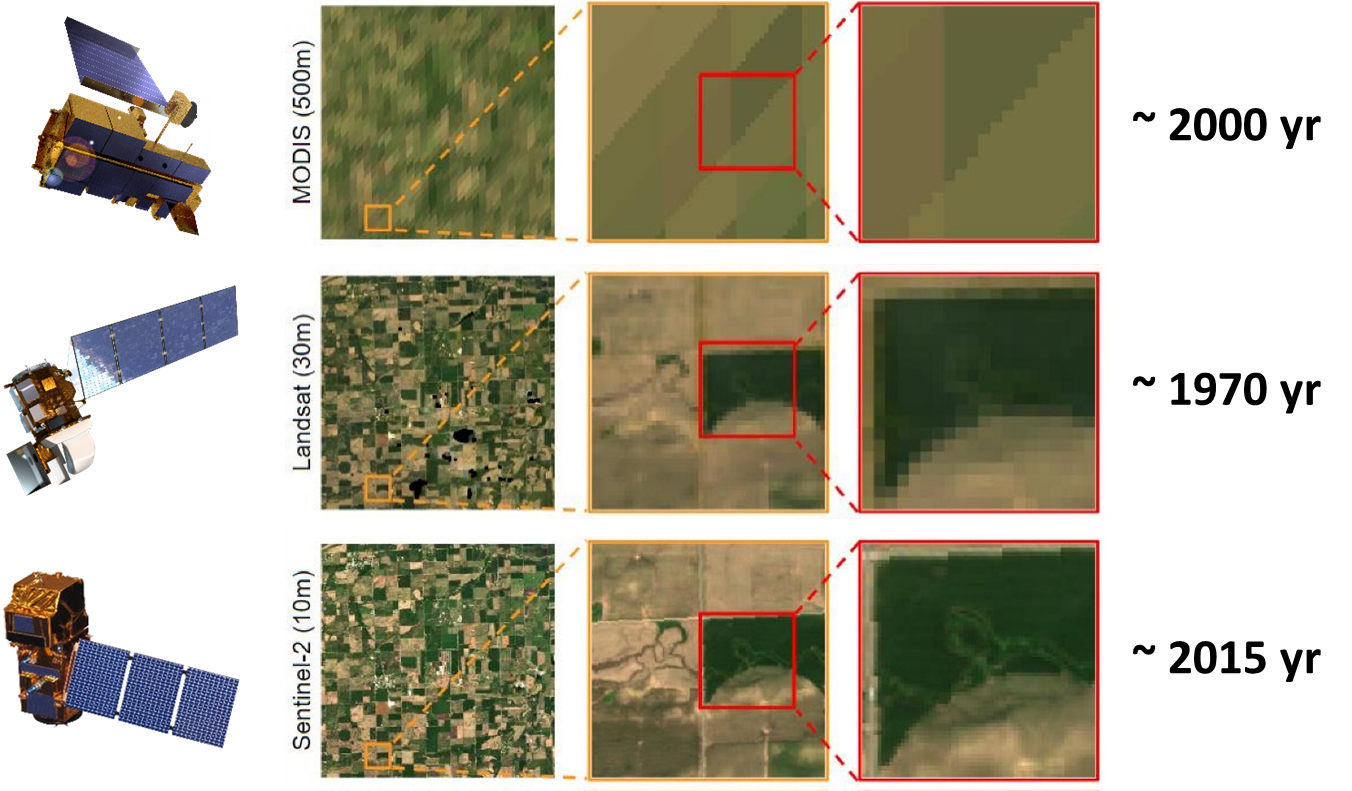 MODIS (500m)
~ 2000 yr
Landsat (30m)
~ 1970 yr
Sentinel-2 (10m)
~ 2015 yr